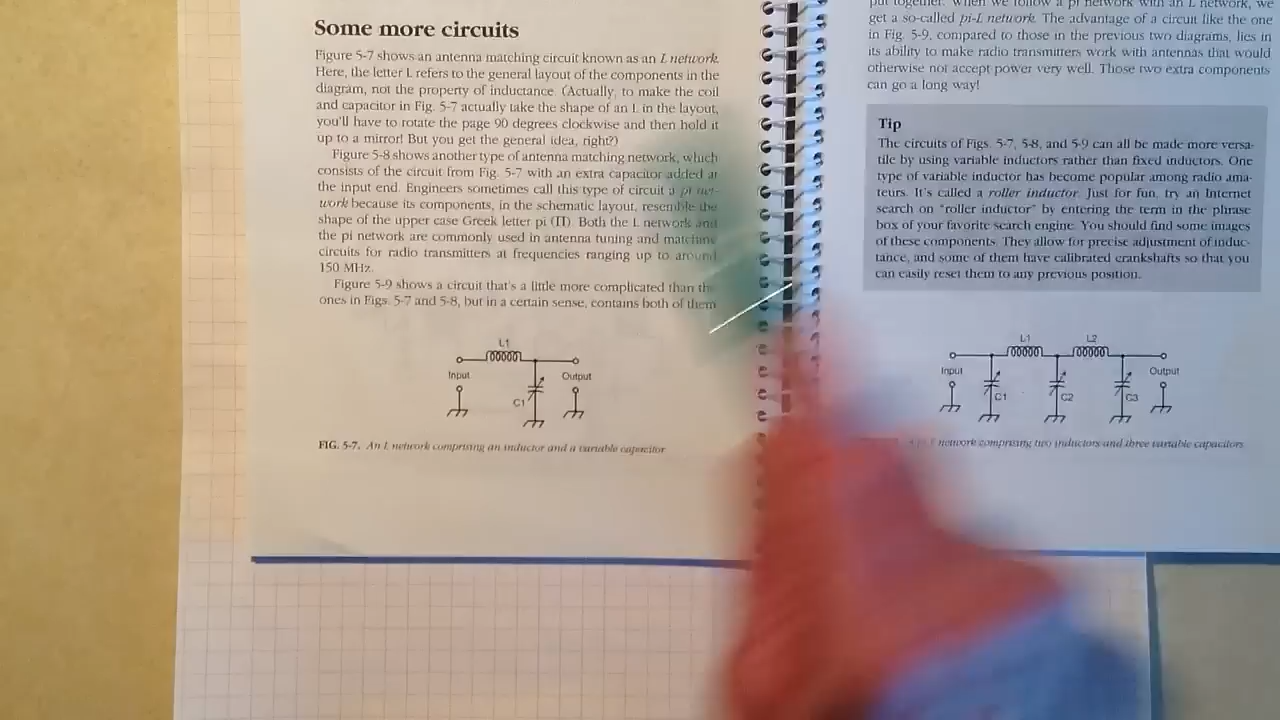 Some more circuits
Figure 5-7 shows an antenna matching circuit known as an L network.
Here, the letter L refers to the general layout of the components in the
diagram, not the property of inductance. (Actually, to make the coil
and capacitor in Fig. 5-7 actually take the shape of an L in the layout,
you'll have to rotate the page 90 degrees clockwise and then hold it
up to a mirror! But you get the general idea, right?)
Figure 5-8 shows another type of antenna matching network, which
consists of the circuit from Fig. 5-7 with an extra capacitor added at
the input end. Engineers sometimes call this type of circuit a pi net-
work because its components, in the schematic layout, resemble the
shape of the upper case Greek letter pi (Π). Both the L network and
the pi network are commonly used in antenna tuning and matching
circuits for radio transmitters at frequencies ranging up to around
150 MHz.
Figure 5-9 shows a circuit that's a little more complicated than the
ones in Figs. 5-7 and 5-8, but in a certain sense, contains both of them
L1
Input
Output
C1
FIG. 5-7. An L network comprising an inductor and a variable capacitor.
put together. When we follow a pi network with an L network, we
get a so-called pi-L network. The advantage of a circuit like the one
in Fig. 5-9, compared to those in the previous two diagrams, lies in
its ability to make radio transmitters work with antennas that would
otherwise not accept power very well. Those two extra components
can go a long way!
Tip
The circuits of Figs. 5-7, 5-8, and 5-9 can all be made more versa-
tile by using variable inductors rather than fixed inductors. One
type of variable inductor has become popular among radio ama-
teurs. It's called a roller inductor. Just for fun, try an Internet
search on "roller inductor" by entering the term in the phrase
box of your favorite search engine. You should find some images
of these components. They allow for precise adjustment of induc-
tance, and some of them have calibrated crankshafts so that you
can easily reset them to any previous position.
L1 L2
Input
Output
C1 C2 C3
network comprising two inductors and three variable capacitors.